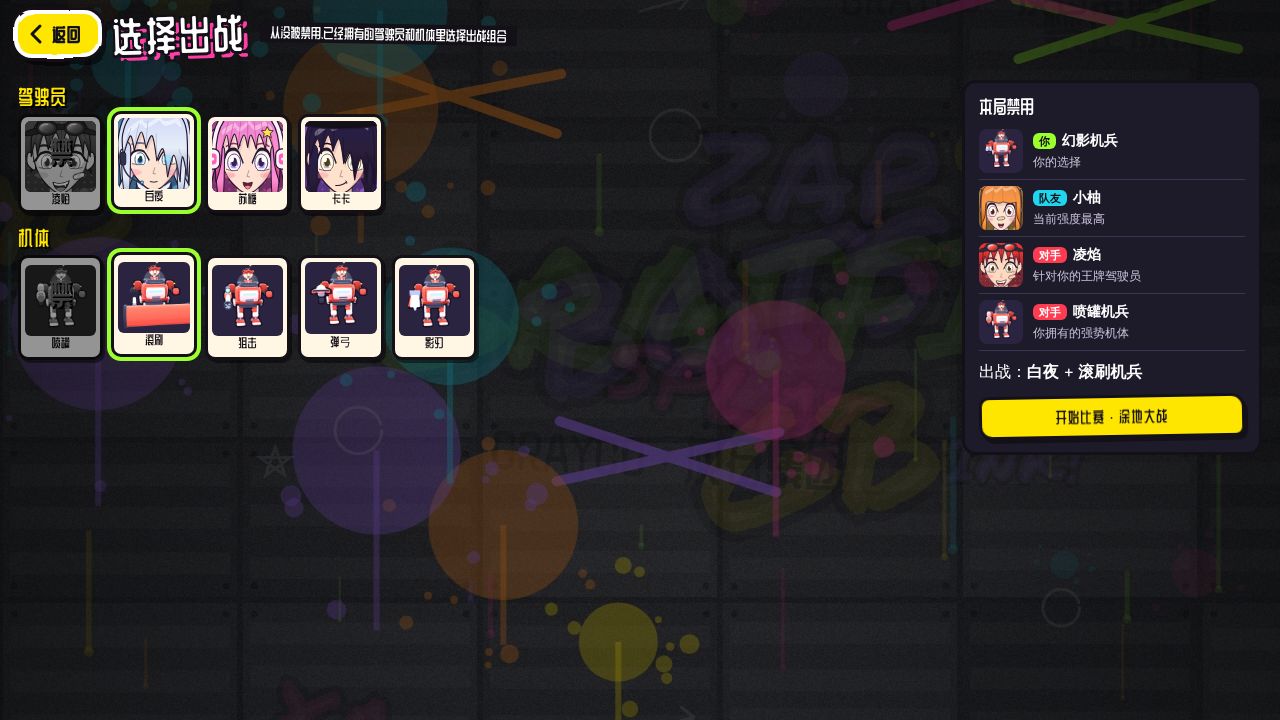 返回
选择出战
从没被禁用、已经拥有的驾驶员和机体里选择出战组合
驾驶员
凌焰
白夜
苏糖
卡卡
机体
喷罐
滚刷
狙击
弹弓
影刃
本局禁用
你 幻影机兵
你的选择
队友 小柚
当前强度最高
对手 凌焰
针对你的王牌驾驶员
对手 喷罐机兵
你拥有的强势机体
出战：白夜 + 滚刷机兵
开始比赛 · 涂地大战
ZAP